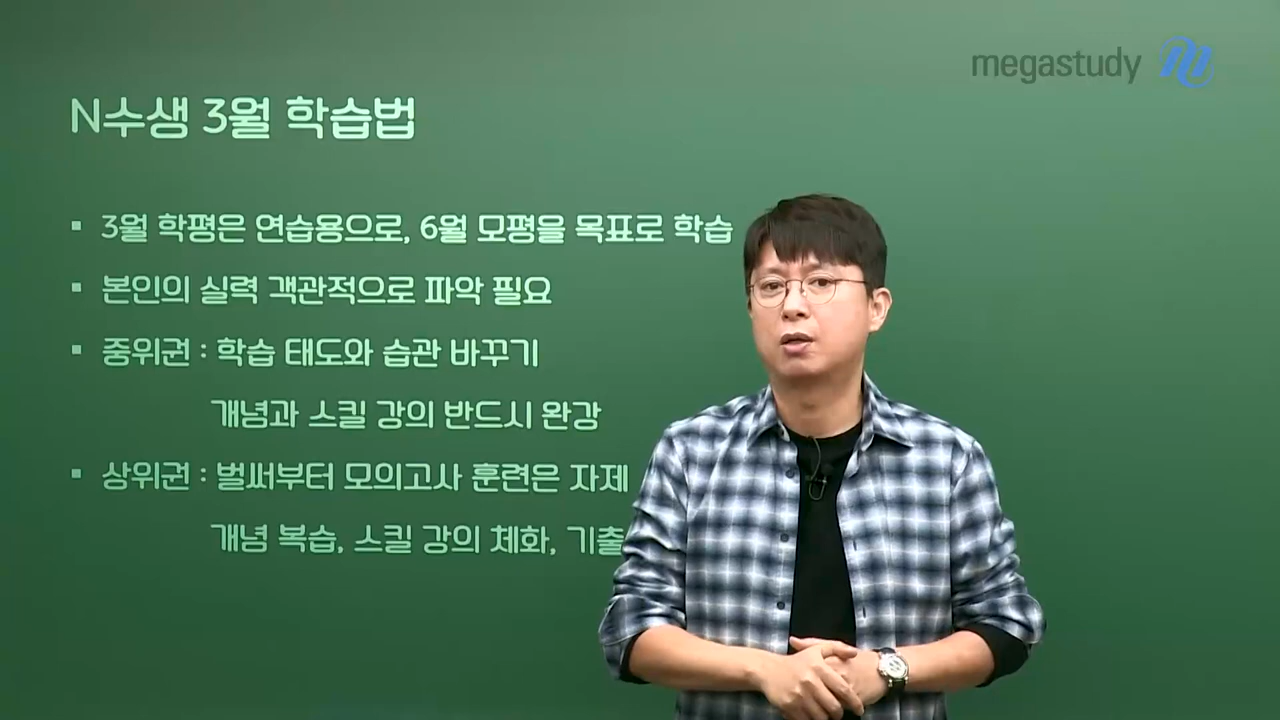 megastudy
N수생 3월 학습법
▪ 3월 학평은 연습용으로, 6월 모평을 목표로 학습
▪ 본인의 실력 객관적으로 파악 필요
▪ 중위권 : 학습 태도와 습관 바꾸기
개념과 스킬 강의 반드시 완강
▪ 상위권 : 벌써부터 모의고사 훈련은 자제
개념 복습, 스킬 강의 체화, 기출